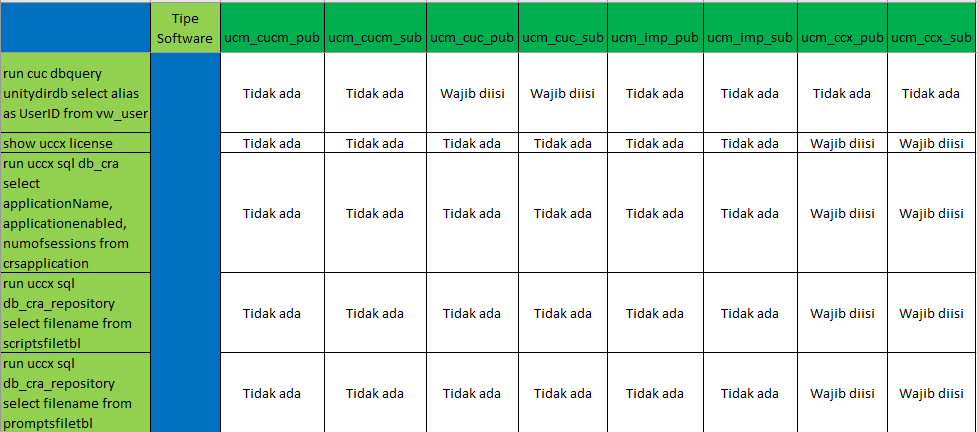 Tipe
Software ucm_cucm_pub ucm_cucm_sub ucm_cuc_pub ucm_cuc_sub ucm_imp_pub ucm_imp_sub ucm_ccx_pub ucm_ccx_sub
run cuc dbquery
unitydirdb select alias Tidak ada Tidak ada Wajib diisi Wajib diisi Tidak ada Tidak ada Tidak ada Tidak ada
as UserID from vw_user
show uccx license Tidak ada Tidak ada Tidak ada Tidak ada Tidak ada Tidak ada Wajib diisi Wajib diisi
run uccx sql db_cra
select
applicationName, Tidak ada Tidak ada Tidak ada Tidak ada Tidak ada Tidak ada Wajib diisi Wajib diisi
applicationenabled,
numofsessions from
crsapplication
run uccx sql
db_cra_repository Tidak ada Tidak ada Tidak ada Tidak ada Tidak ada Tidak ada Wajib diisi Wajib diisi
select filename from
scriptsfiletbl
run uccx sql
db_cra_repository Tidak ada Tidak ada Tidak ada Tidak ada Tidak ada Tidak ada Wajib diisi Wajib diisi
select filename from
promptsfiletbl